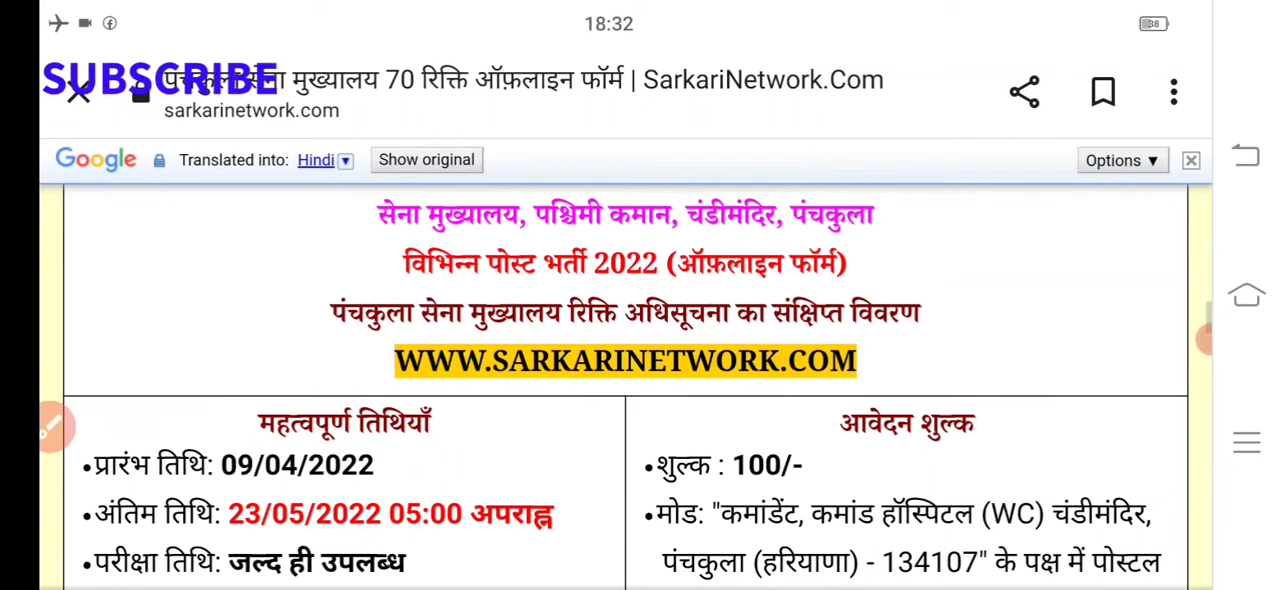 18:32
38
SUBSCRIBE
पंचकुला सेना मुख्यालय 70 रिक्ति ऑफ़लाइन फॉर्म | SarkariNetwork.Com
sarkarinetwork.com
Google Translated into: Hindi Show original Options ▼
सेना मुख्यालय, पश्चिमी कमान, चंडीमंदिर, पंचकुला
विभिन्न पोस्ट भर्ती 2022 (ऑफ़लाइन फॉर्म)
पंचकुला सेना मुख्यालय रिक्ति अधिसूचना का संक्षिप्त विवरण
WWW.SARKARINETWORK.COM
महत्वपूर्ण तिथियाँ
•प्रारंभ तिथि: 09/04/2022
•अंतिम तिथि: 23/05/2022 05:00 अपराह्न
•परीक्षा तिथि: जल्द ही उपलब्ध
आवेदन शुल्क
•शुल्क : 100/-
•मोड: "कमांडेंट, कमांड हॉस्पिटल (WC) चंडीमंदिर,
पंचकुला (हरियाणा) - 134107" के पक्ष में पोस्टल